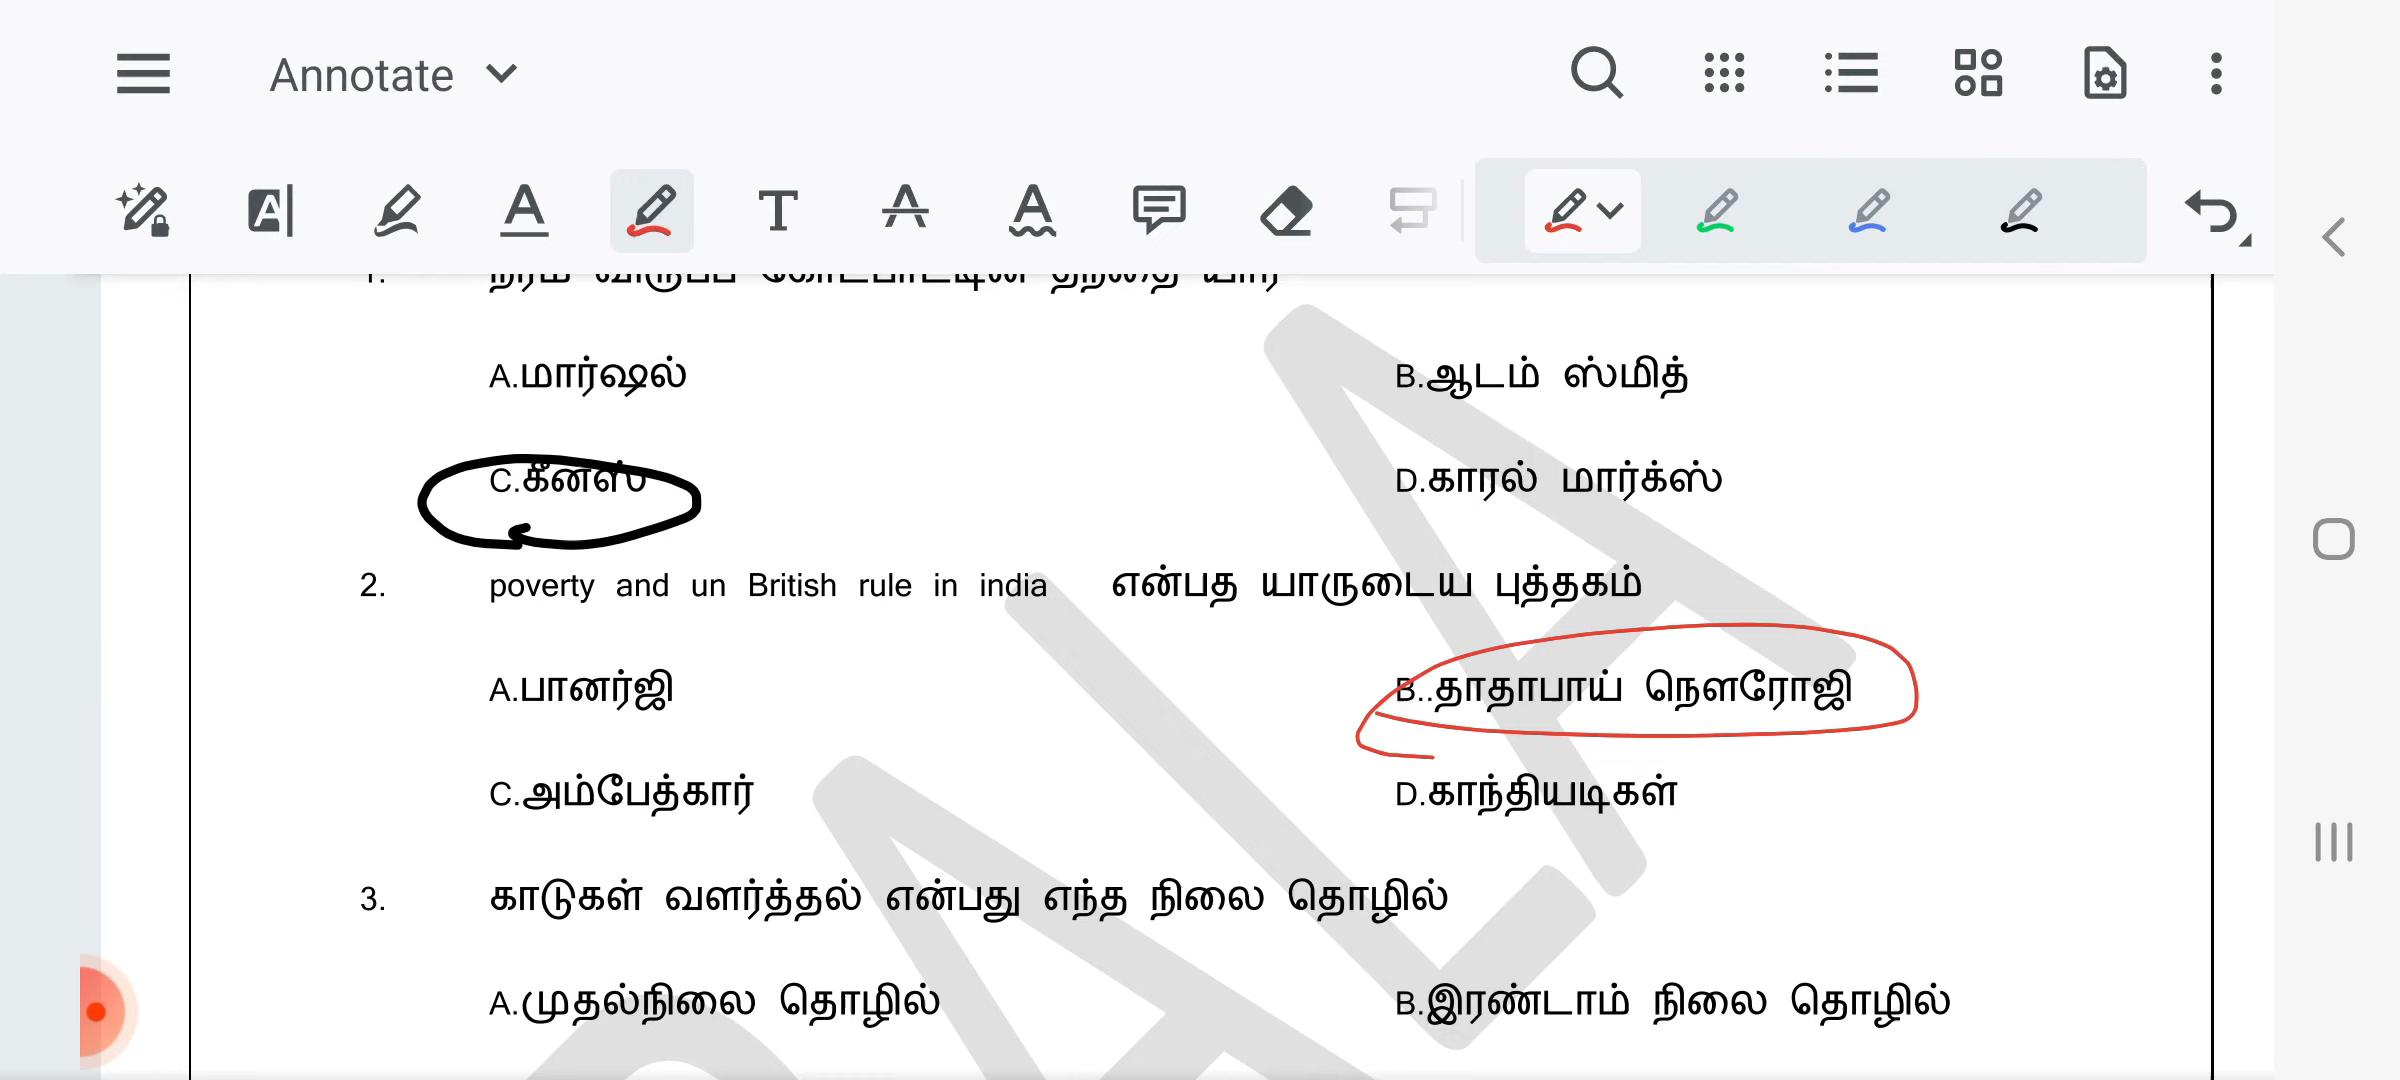 Annotate
A.மார்ஷல் B.ஆடம் ஸ்மித்
C.கீனஸ் D.காரல் மார்க்ஸ்
2. poverty and un British rule in india என்பத யாருடைய புத்தகம்
A.பானர்ஜி B..தாதாபாய் நௌரோஜி
C.அம்பேத்கார் D.காந்தியடிகள்
3. காடுகள் வளர்த்தல் என்பது எந்த நிலை தொழில்
A.முதல்நிலை தொழில் B.இரண்டாம் நிலை தொழில்